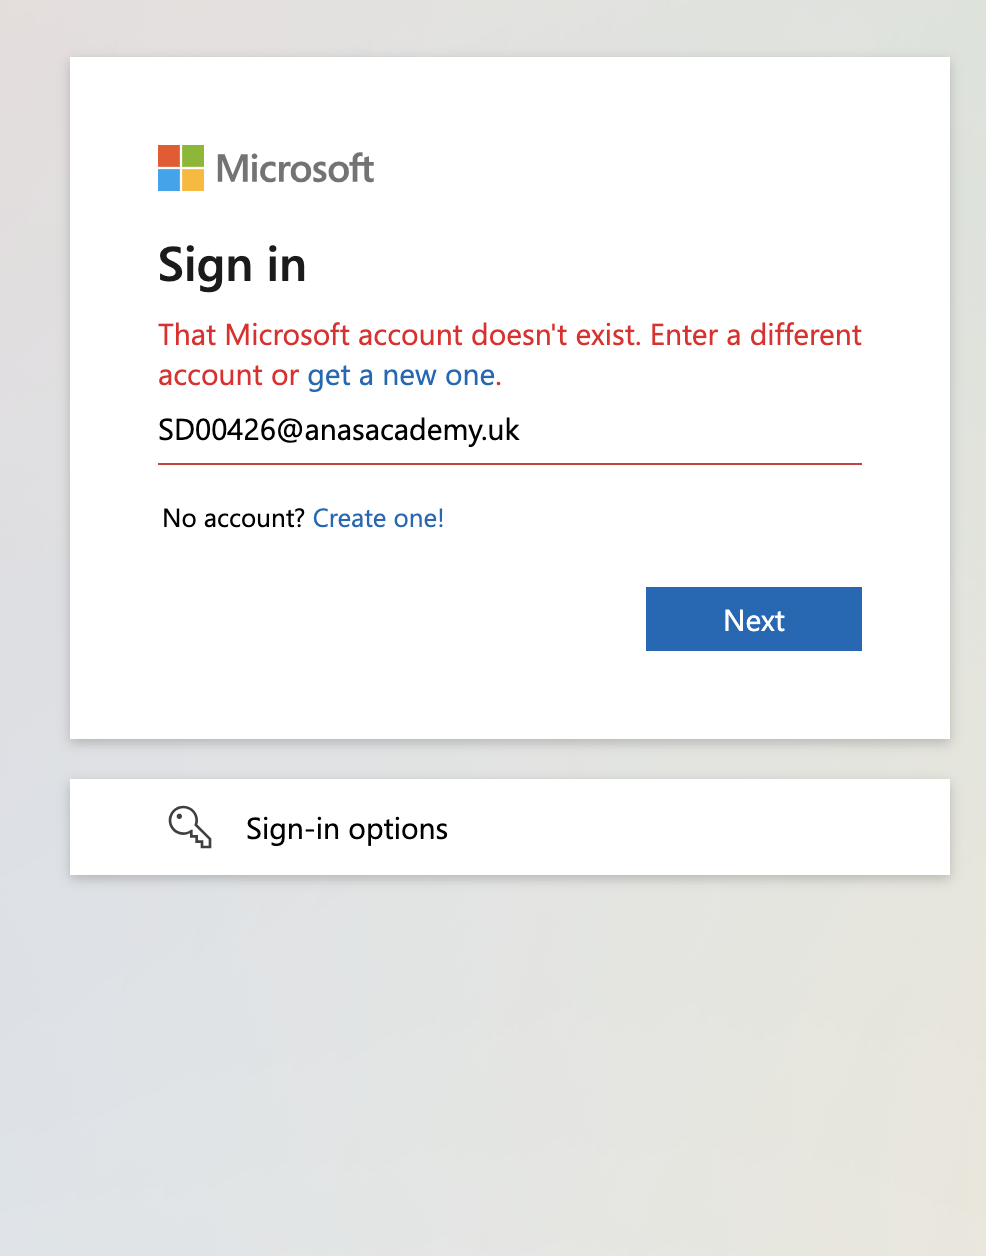 Microsoft
Sign in
That Microsoft account doesn't exist. Enter a different
account or get a new one.
SD00426@anasacademy.uk
No account? Create one!
Next
Sign-in options